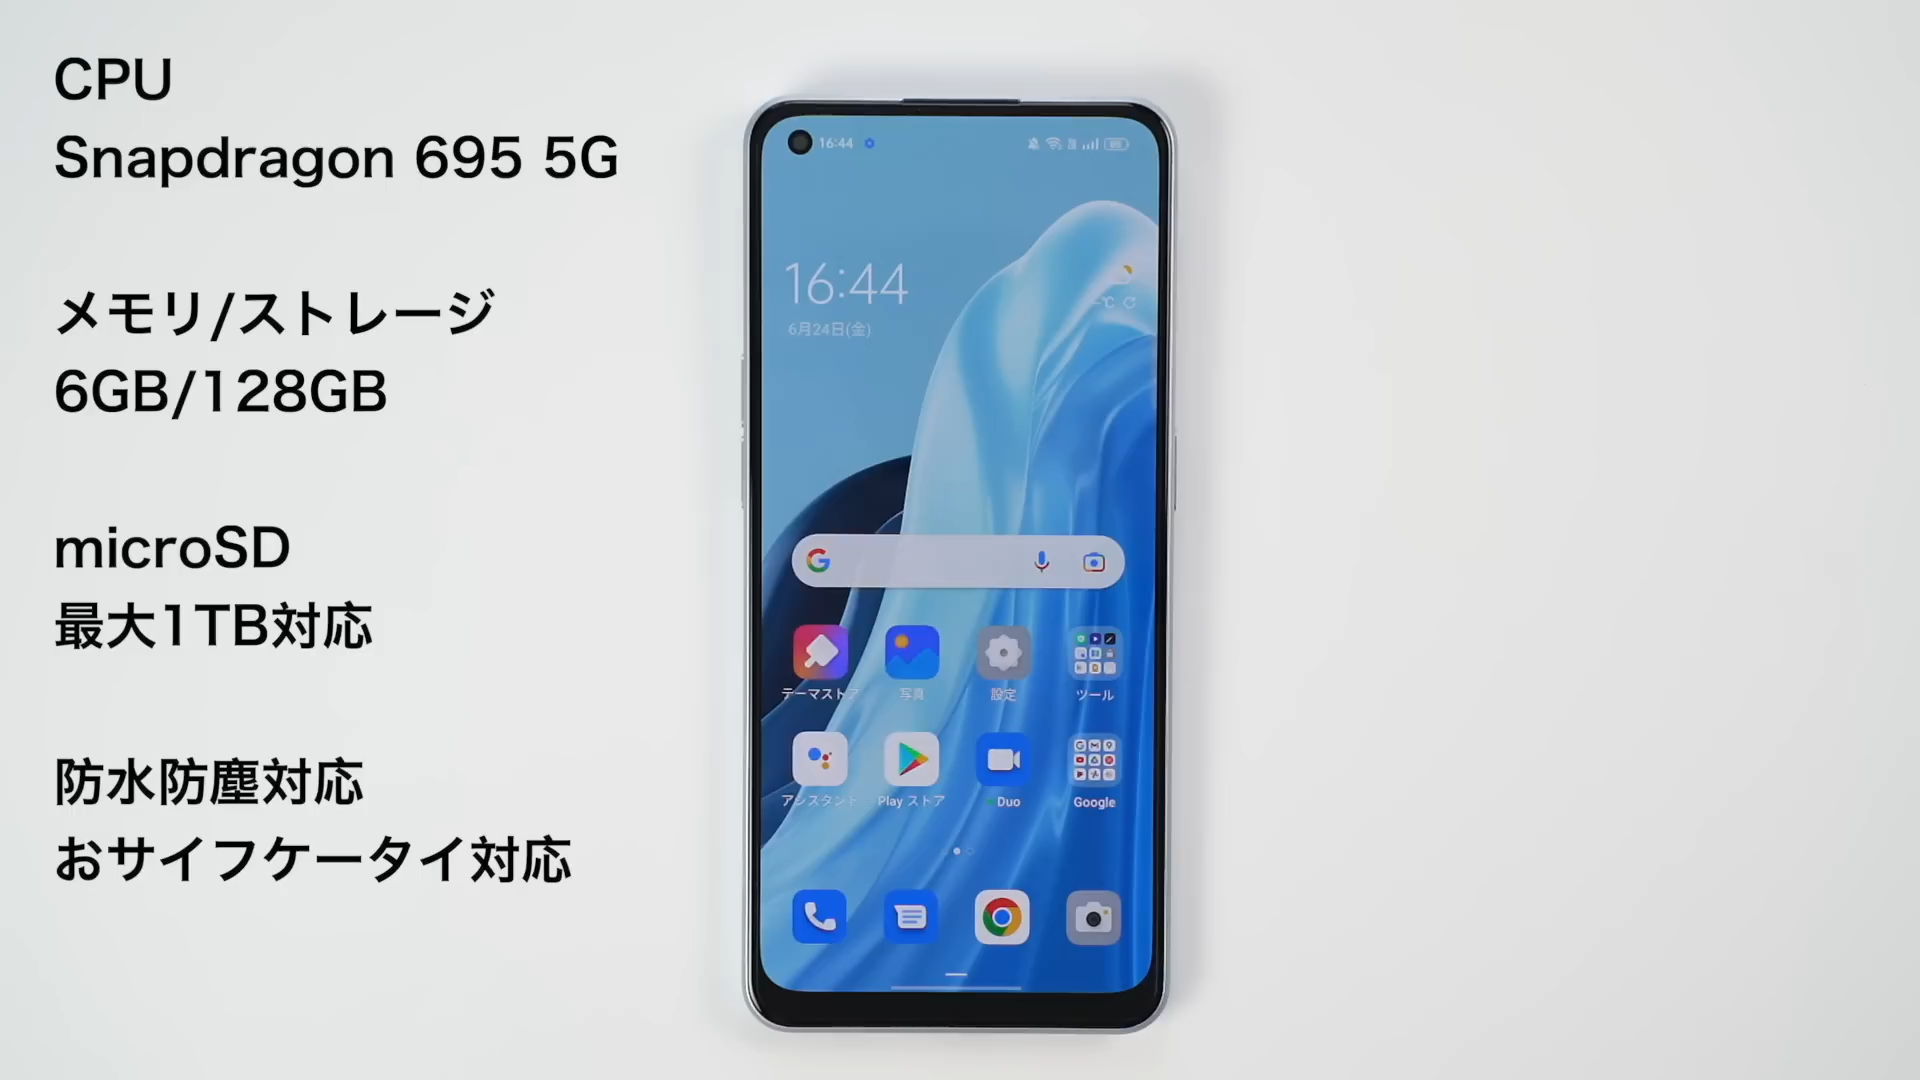 CPU
Snapdragon 695 5G
メモリ/ストレージ
6GB/128GB
microSD
最大1TB対応
防水防塵対応
おサイフケータイ対応
16:44
16:44
6月24日(金)
℃
テーマストア
写真
設定
ツール
アシスタント
Play ストア
Duo
Google